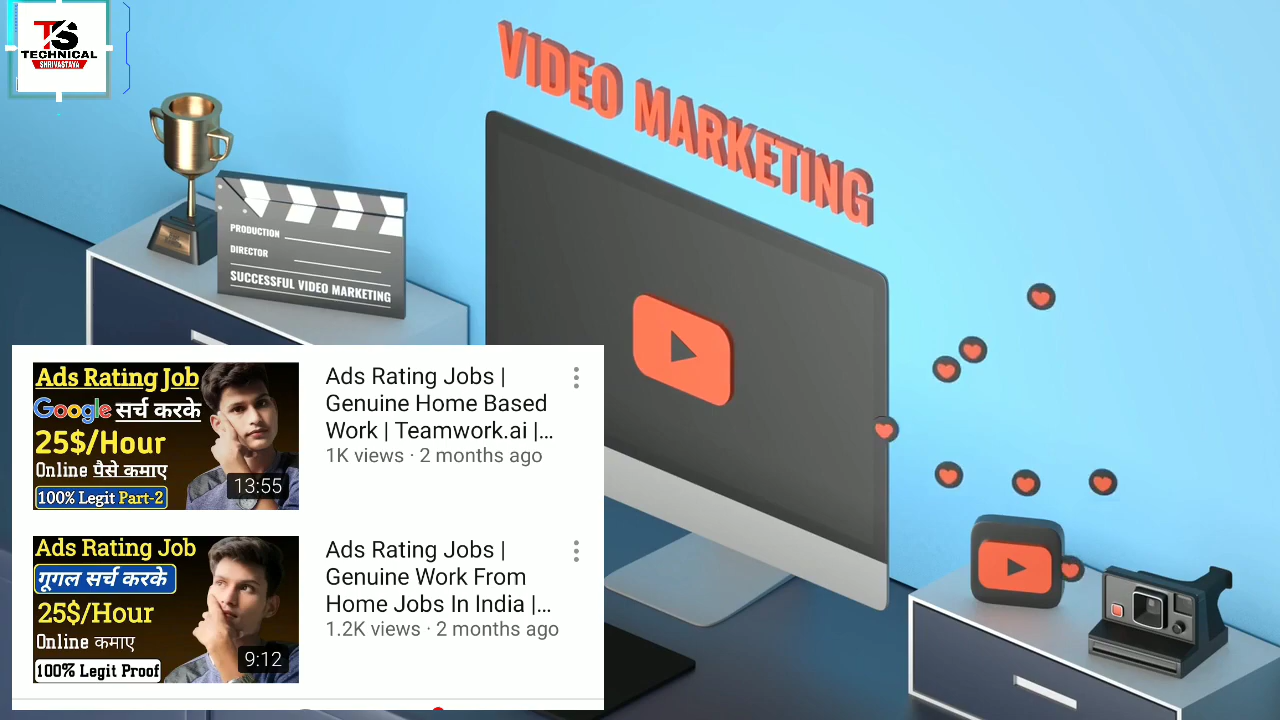 TS
TECHNICAL
SHRIVASTAVA
VIDEO MARKETING
PRODUCTION
DIRECTOR
SUCCESSFUL VIDEO MARKETING
Ads Rating Job
Google सर्च करके
25$/Hour
Online पैसे कमाए
100% Legit Part-2
13:55
Ads Rating Jobs |
Genuine Home Based
Work | Teamwork.ai |...
1K views · 2 months ago
Ads Rating Job
गूगल सर्च करके
25$/Hour
Online कमाए
100% Legit Proof
9:12
Ads Rating Jobs |
Genuine Work From
Home Jobs In India |...
1.2K views · 2 months ago